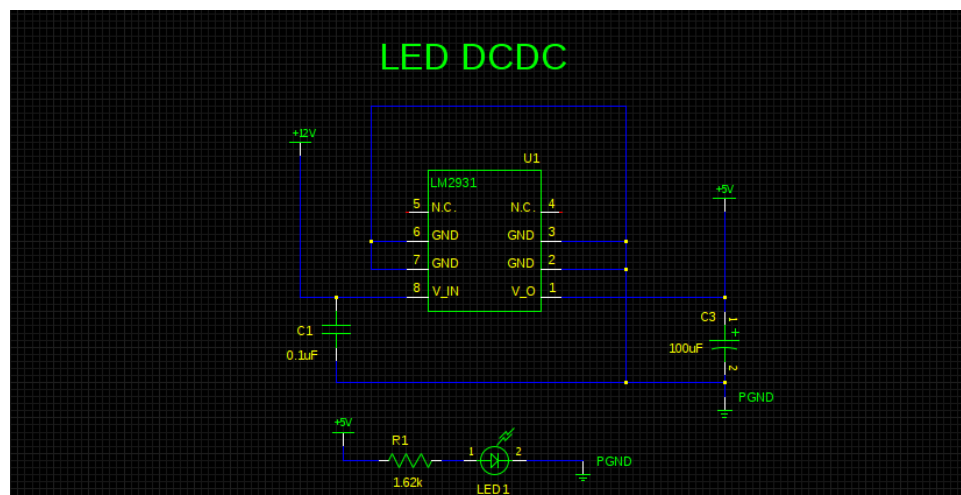 LED DCDC
+12V
U1
LM2931
+5V
5 N.C. N.C. 4
6 GND GND 3
7 GND GND 2
8 V_IN V_O 1
C1
0.1uF
C3
1
+
100uF
2
PGND
+5V
R1
1.62k
1
2
LED1
PGND